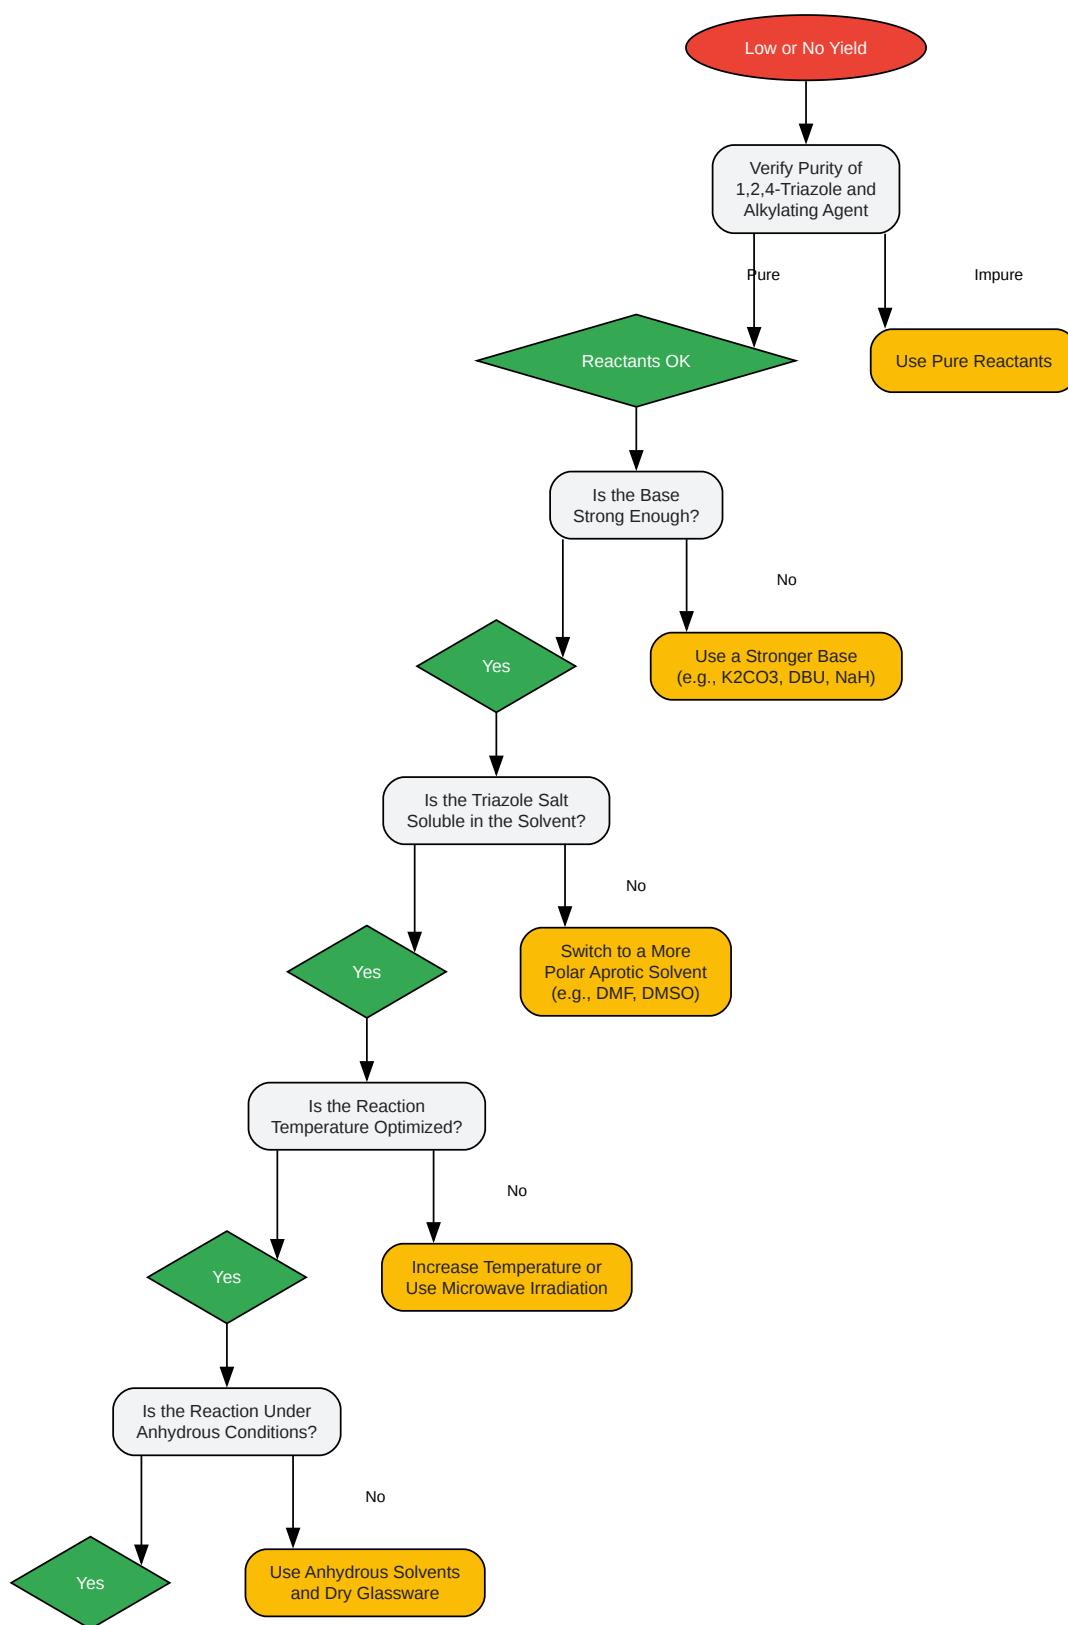 Low or No Yield
Verify Purity of
1,2,4-Triazole and
Alkylating Agent
Pure
Impure
Reactants OK
Use Pure Reactants
Is the Base
Strong Enough?
No
Yes
Use a Stronger Base
(e.g., K2CO3, DBU, NaH)
Is the Triazole Salt
Soluble in the Solvent?
No
Yes
Switch to a More
Polar Aprotic Solvent
(e.g., DMF, DMSO)
Is the Reaction
Temperature Optimized?
No
Yes
Increase Temperature or
Use Microwave Irradiation
Is the Reaction Under
Anhydrous Conditions?
No
Yes
Use Anhydrous Solvents
and Dry Glassware